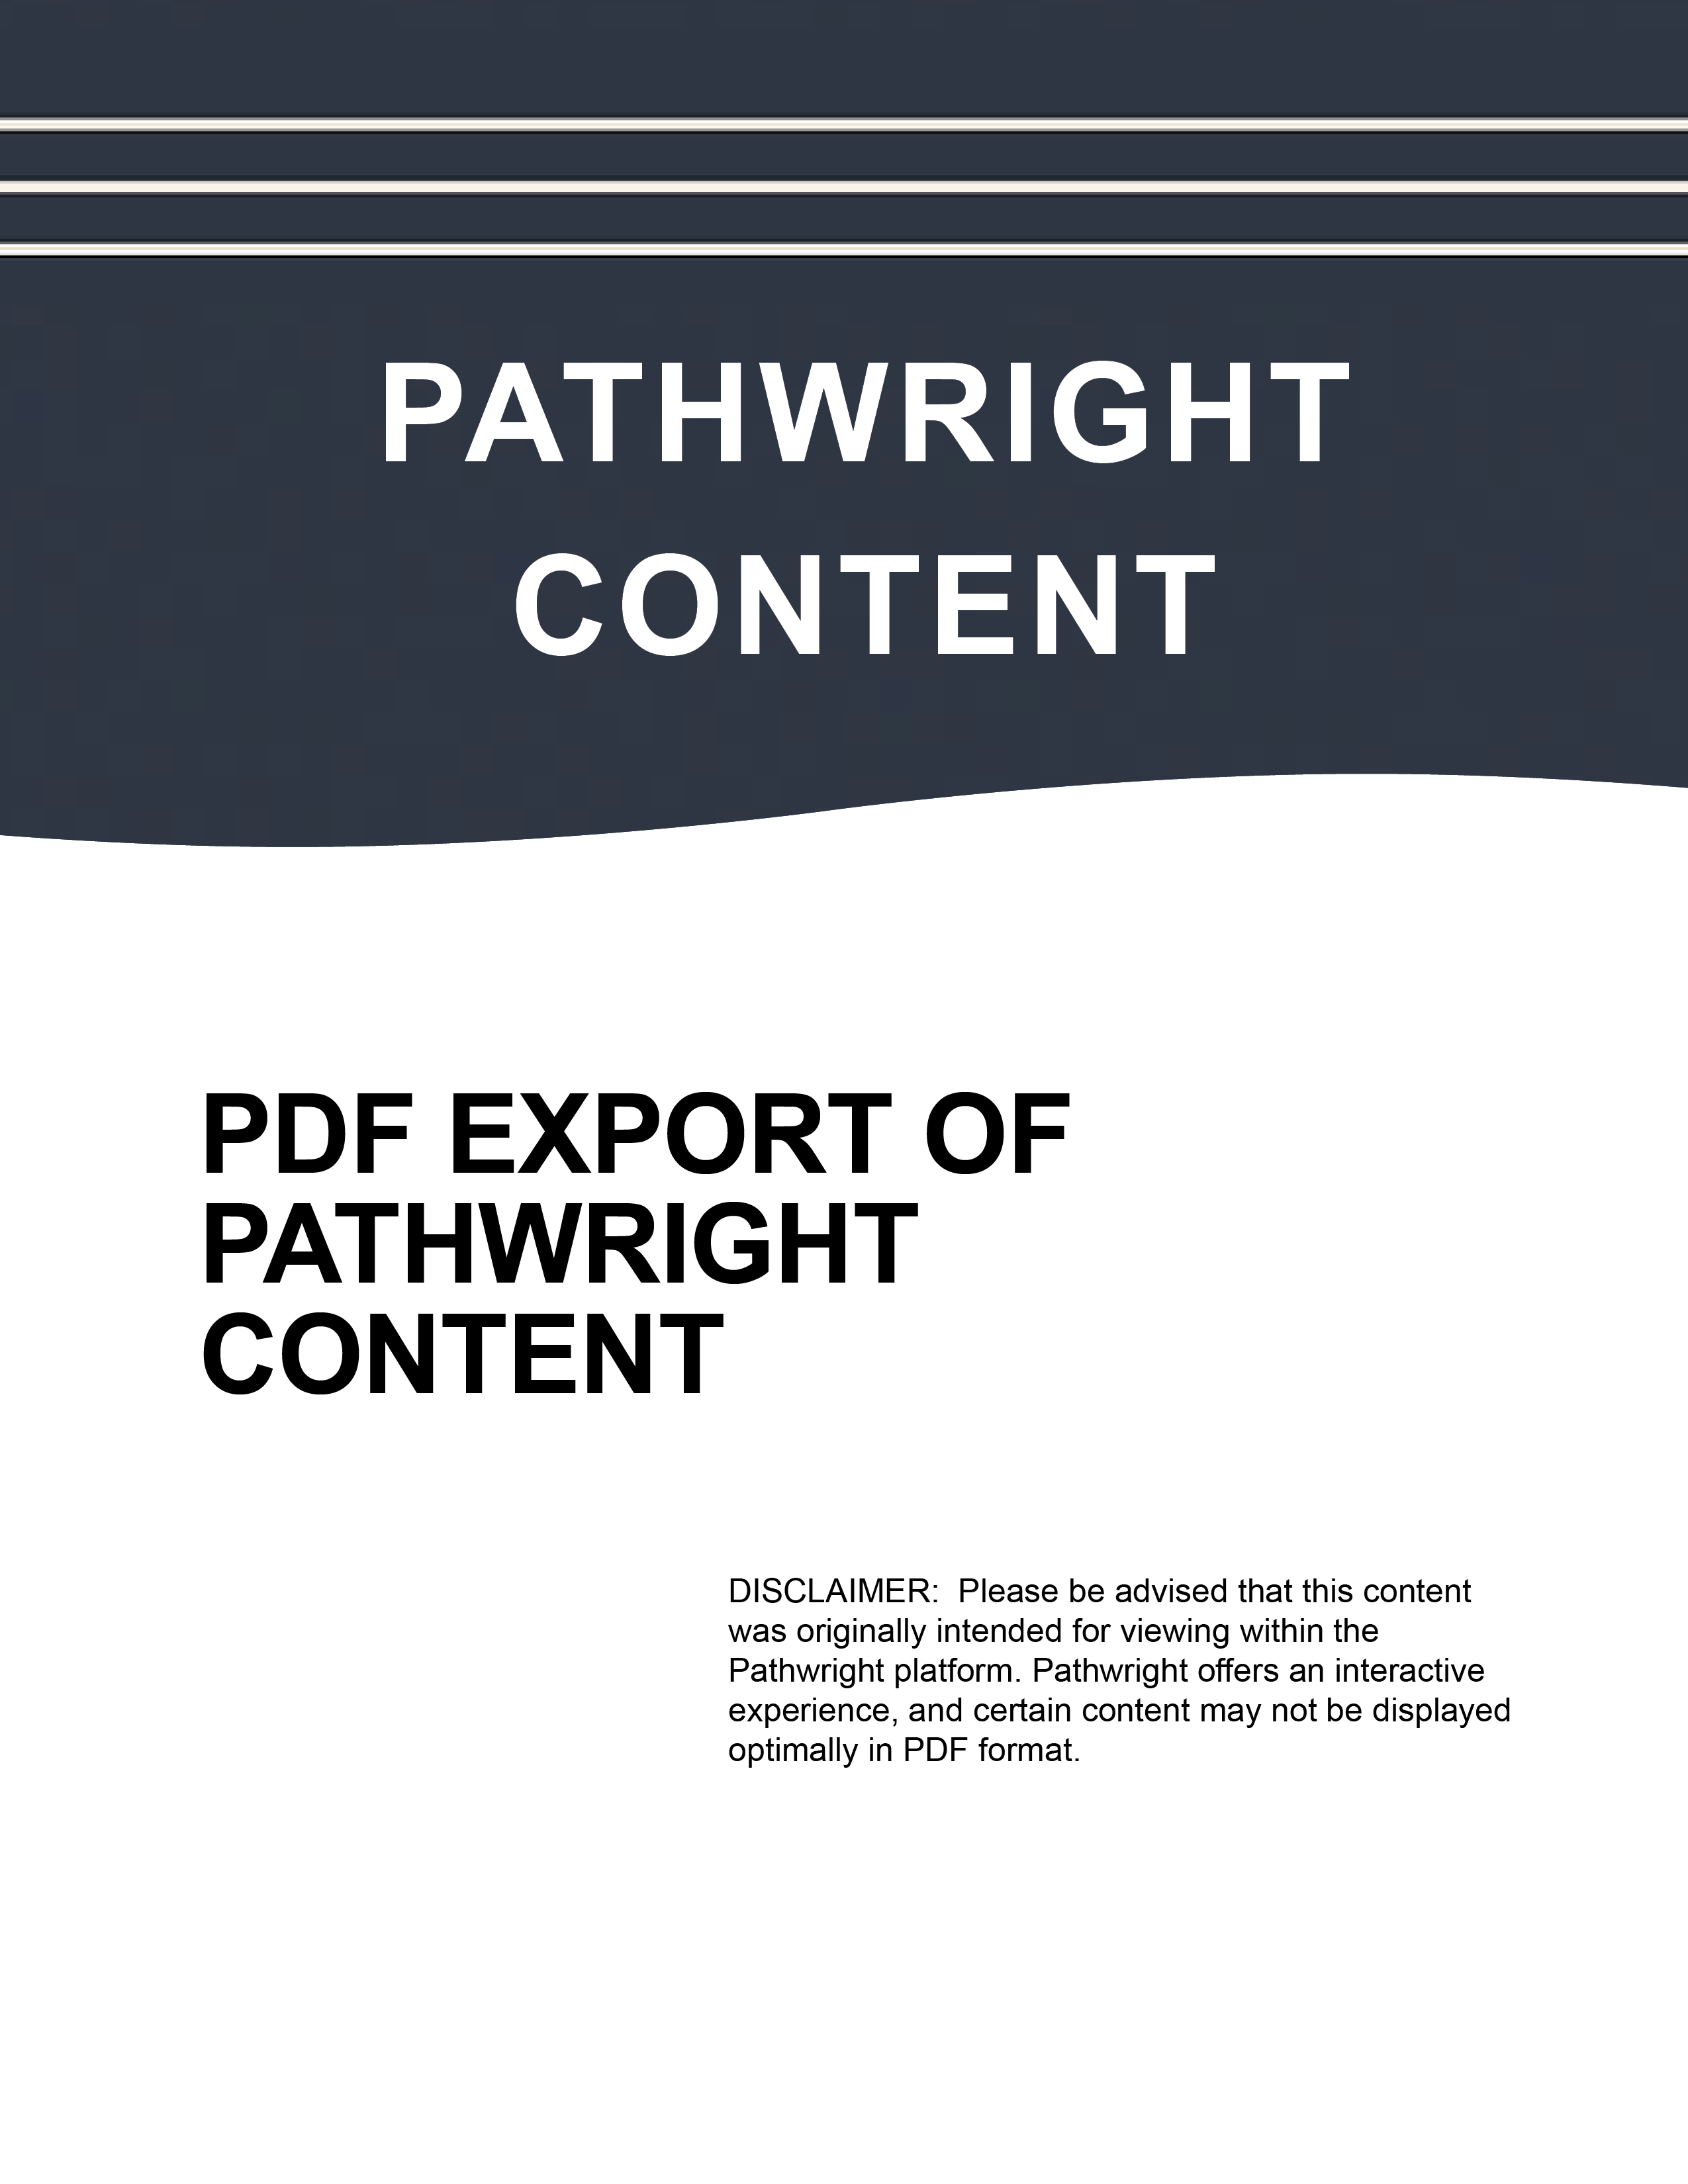 PATHWRIGHT
CONTENT
PDF EXPORT OF
PATHWRIGHT
CONTENT
DISCLAIMER:  Please be advised that this content
was originally intended for viewing within the
Pathwright platform. Pathwright offers an interactive
experience, and certain content may not be displayed
optimally in PDF format.